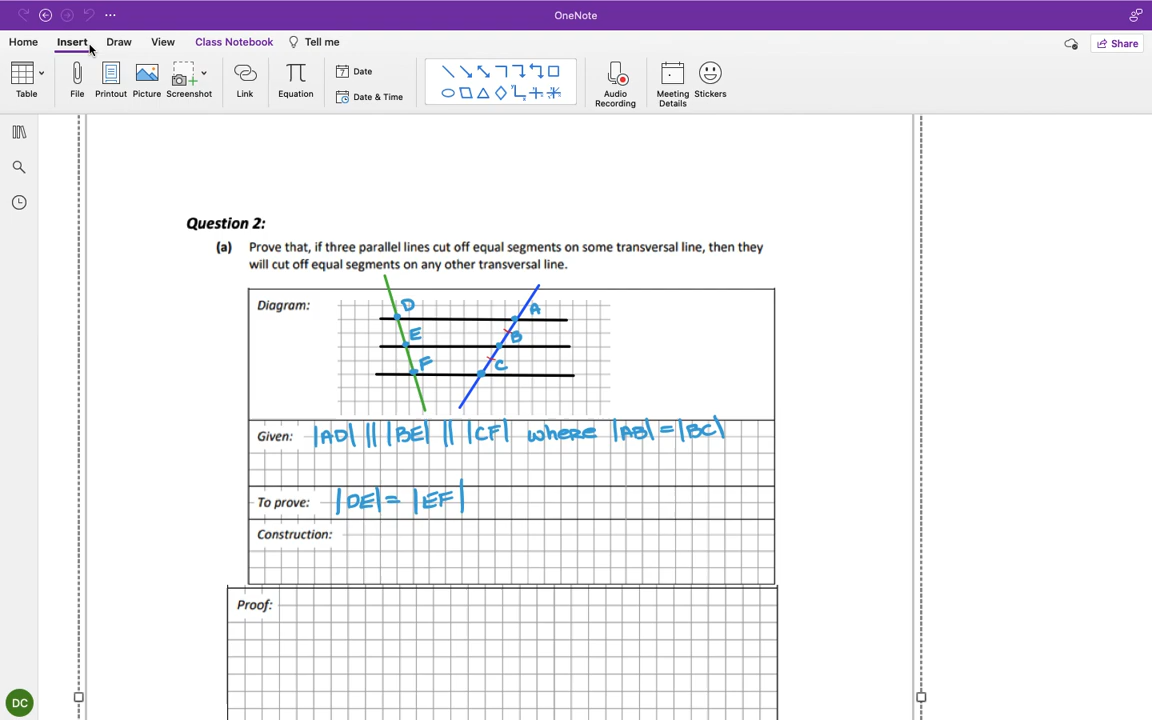 OneNote
Home Insert Draw View Class Notebook Tell me
Share
Table File Printout Picture Screenshot Link Equation
Date
Date & Time
Audio Recording
Meeting Details
Stickers
Question 2:
(a) Prove that, if three parallel lines cut off equal segments on some transversal line, then they
will cut off equal segments on any other transversal line.
Diagram:
D A
E B
F C
Given: |AD| || |BE| || |CF| where |AB| = |BC|
To prove: |DE| = |EF|
Construction:
Proof:
DC